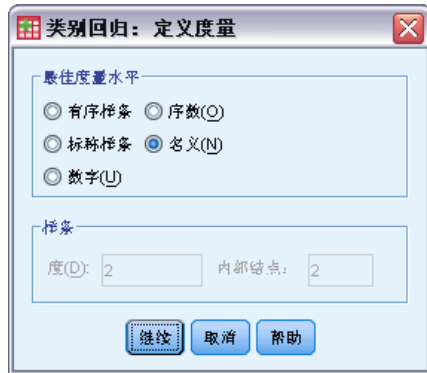 类别回归：定义度量
最佳度量水平
有序样条 序数(O)
标称样条 名义(N)
数字(U)
样条
度(D): 2 内部结点： 2
继续 取消 帮助